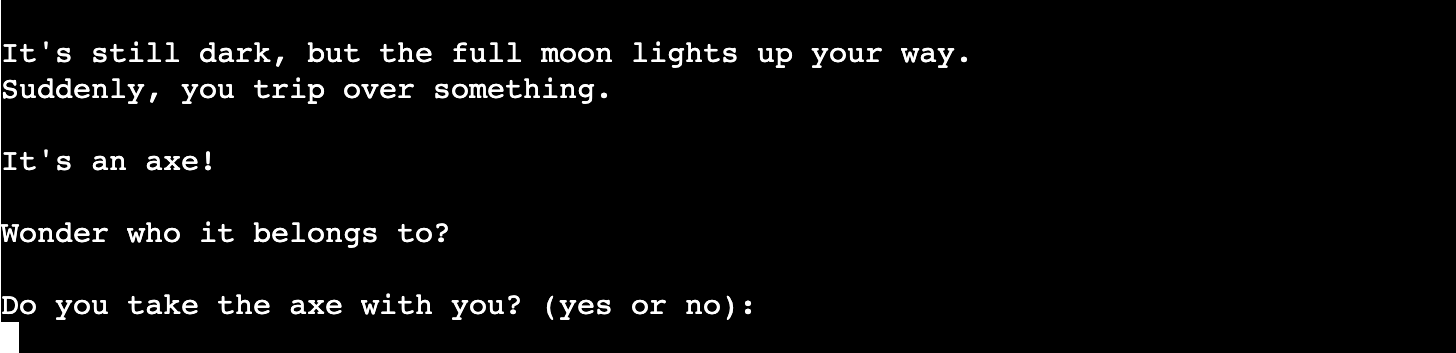 It's still dark, but the full moon lights up your way.
Suddenly, you trip over something.
It's an axe!
Wonder who it belongs to?
Do you take the axe with you? (yes or no):